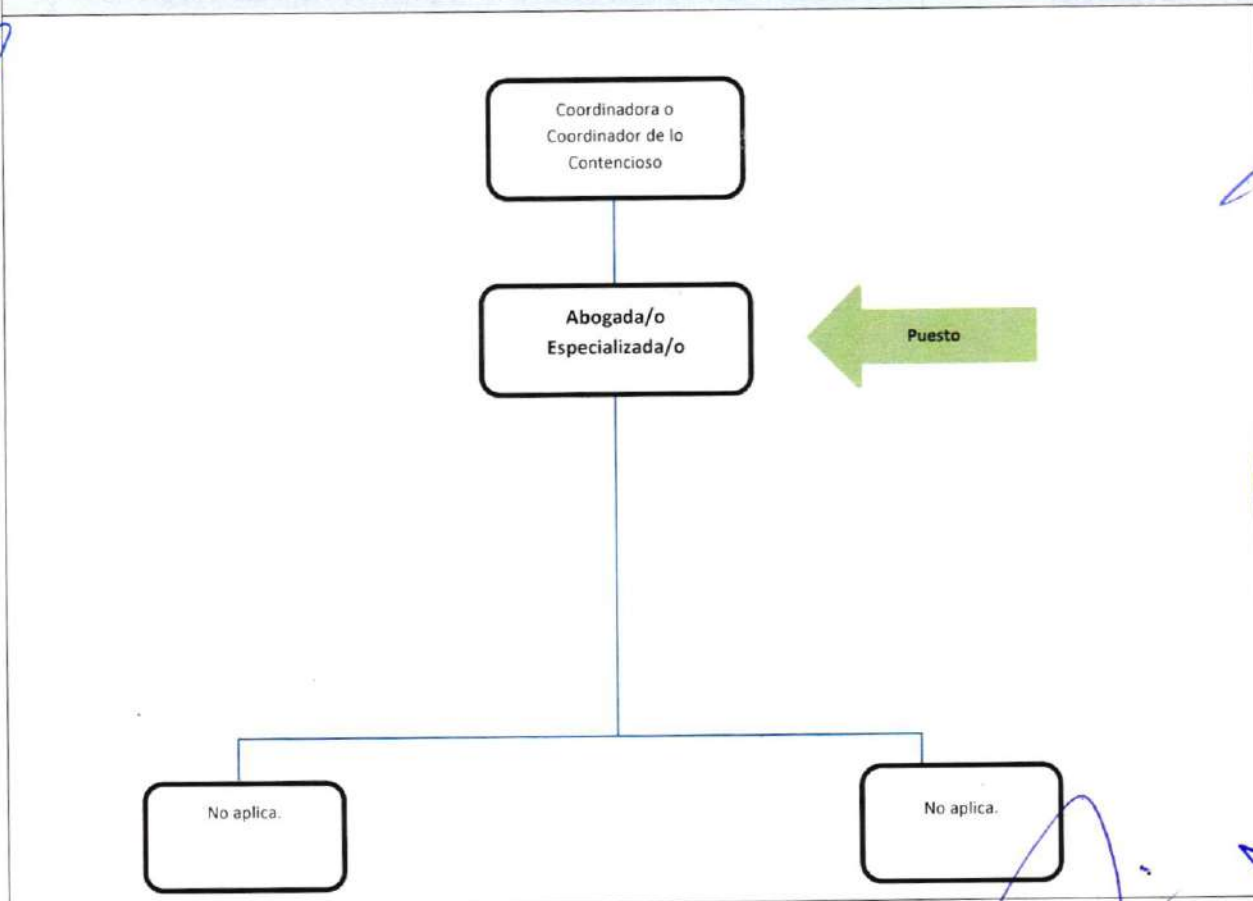 Coordinadora o
Coordinador de lo
Contencioso
Abogada/o
Especializada/o
Puesto
No aplica.
No aplica.